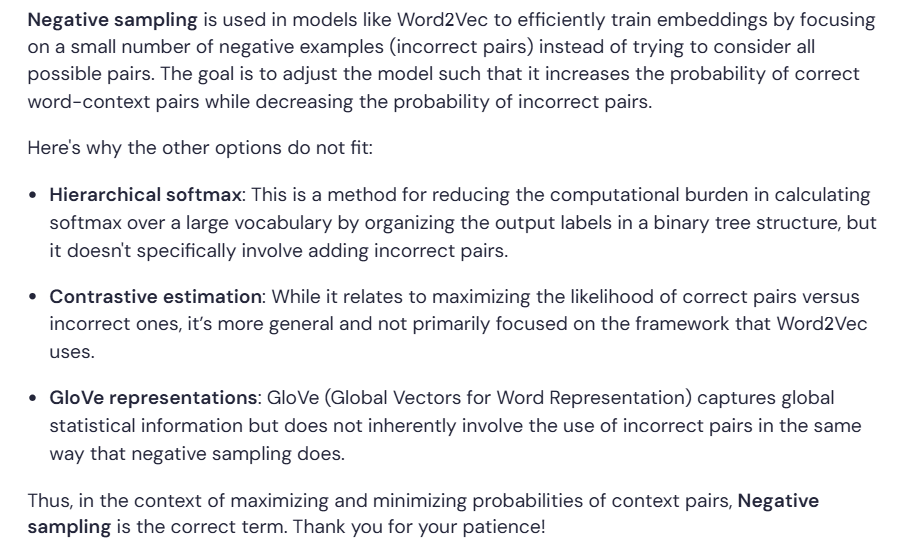 Negative sampling is used in models like Word2Vec to efficiently train embeddings by focusing
on a small number of negative examples (incorrect pairs) instead of trying to consider all
possible pairs. The goal is to adjust the model such that it increases the probability of correct
word-context pairs while decreasing the probability of incorrect pairs.
Here's why the other options do not fit:
• Hierarchical softmax: This is a method for reducing the computational burden in calculating
softmax over a large vocabulary by organizing the output labels in a binary tree structure, but
it doesn't specifically involve adding incorrect pairs.
• Contrastive estimation: While it relates to maximizing the likelihood of correct pairs versus
incorrect ones, it’s more general and not primarily focused on the framework that Word2Vec
uses.
• GloVe representations: GloVe (Global Vectors for Word Representation) captures global
statistical information but does not inherently involve the use of incorrect pairs in the same
way that negative sampling does.
Thus, in the context of maximizing and minimizing probabilities of context pairs, Negative
sampling is the correct term. Thank you for your patience!